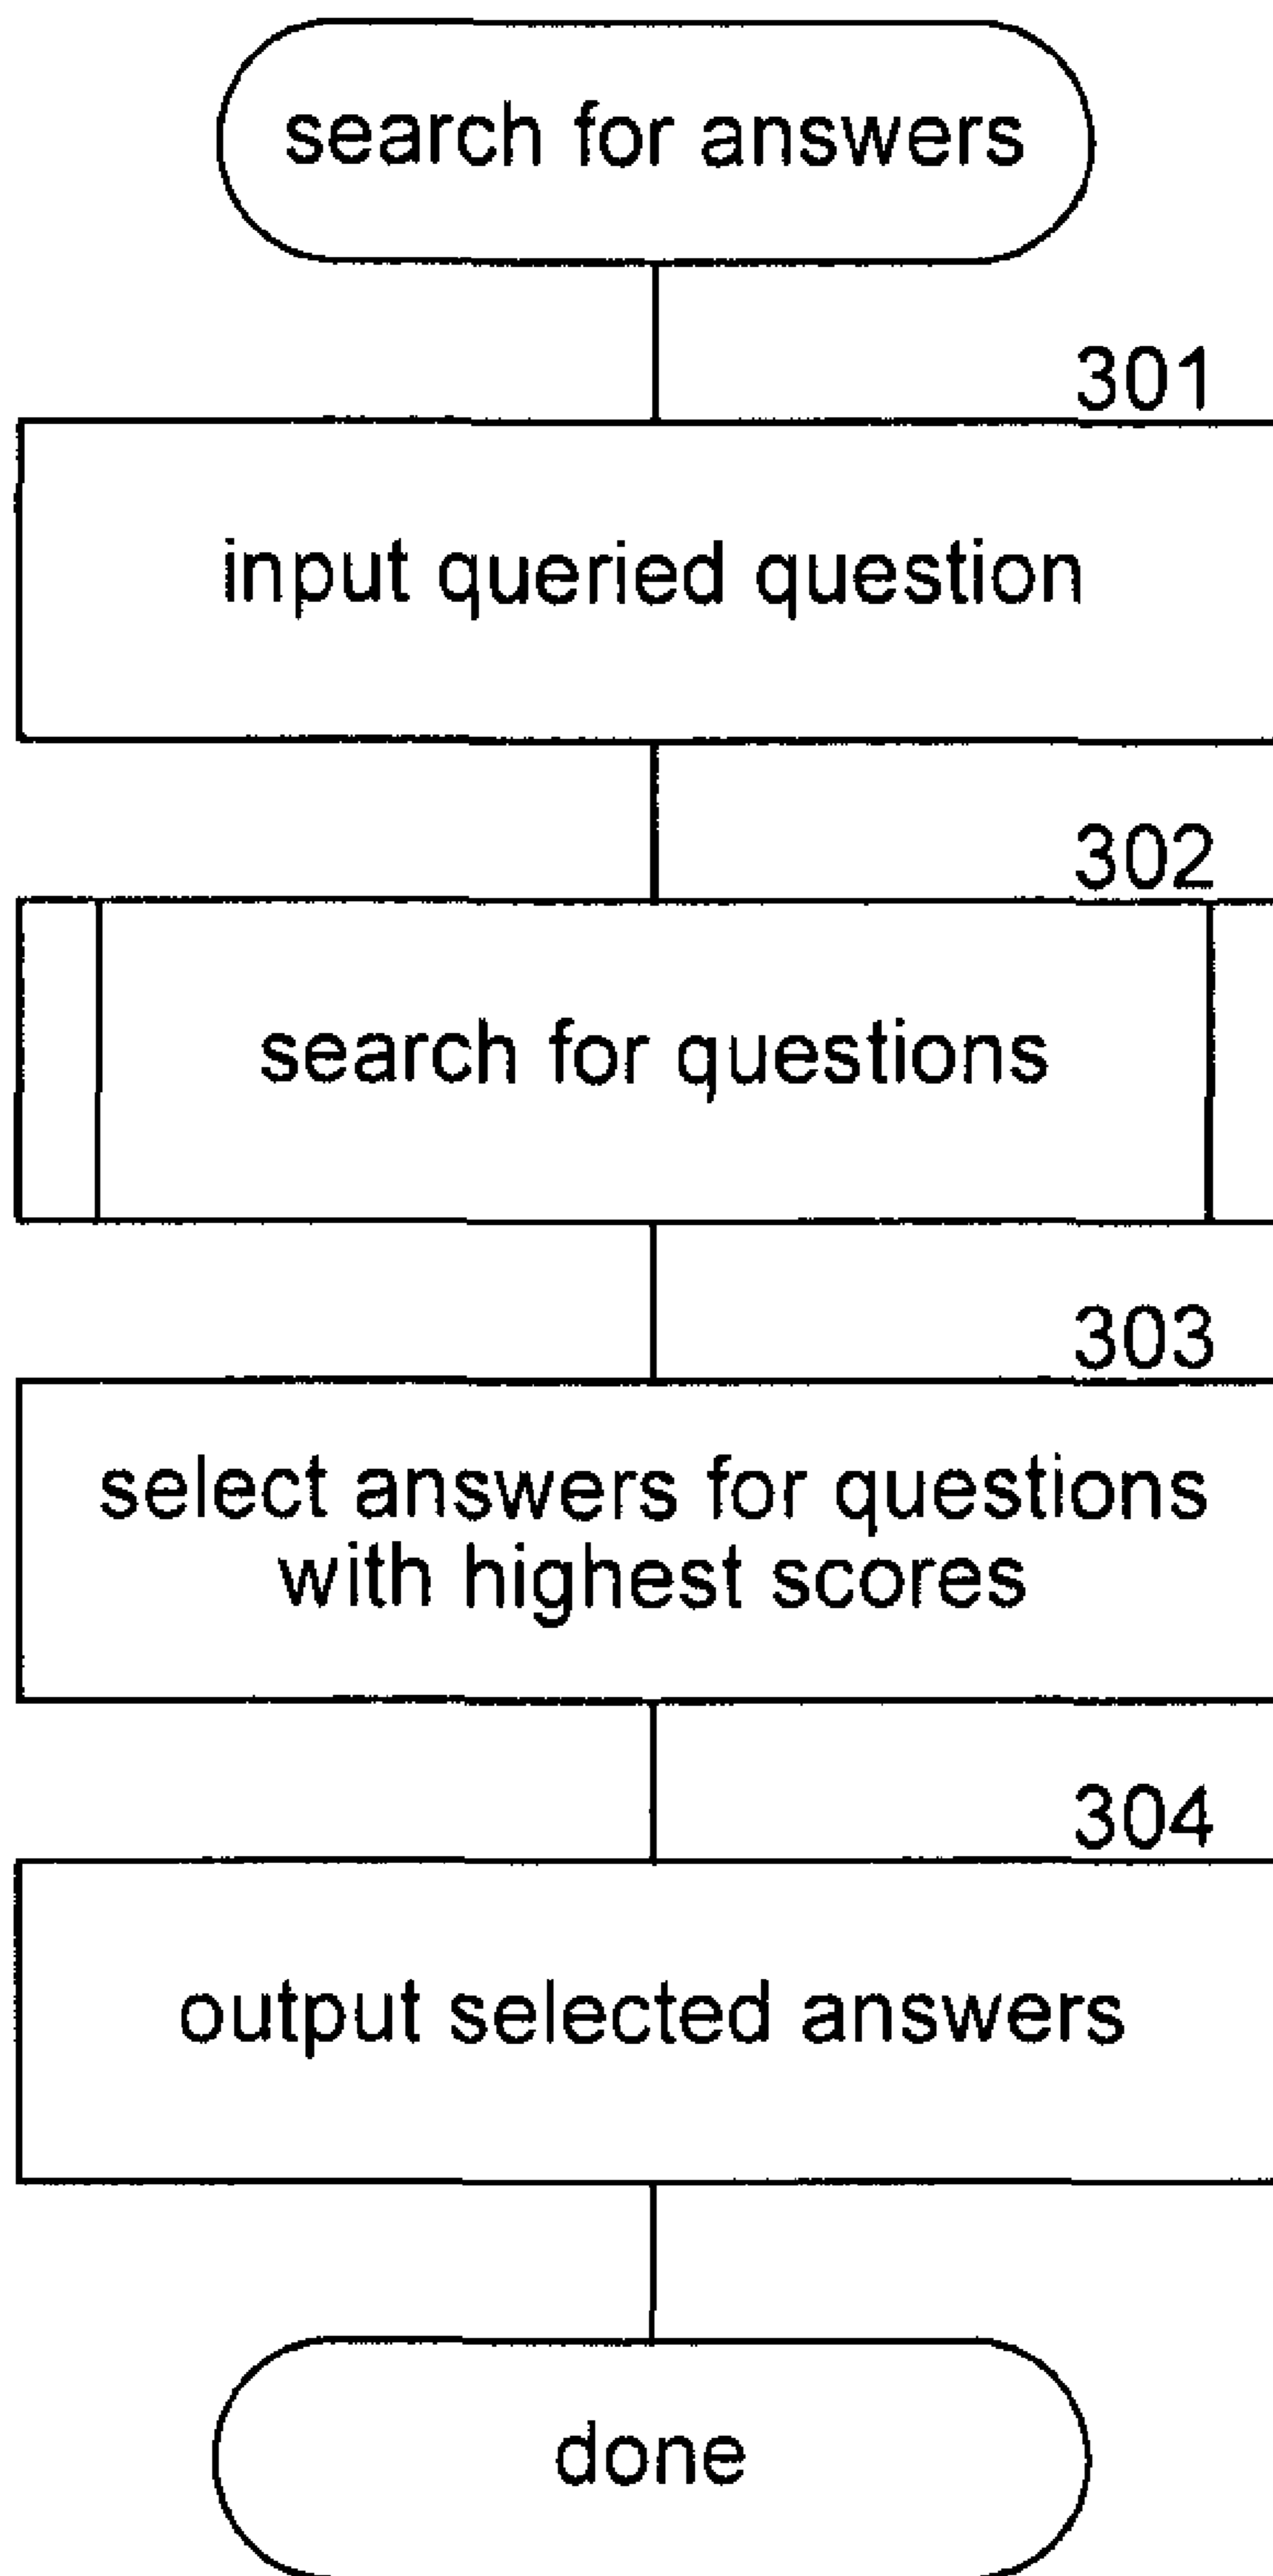 search for answers
301
input queried question
302
search for questions
303
select answers for questions
with highest scores
304
output selected answers
done